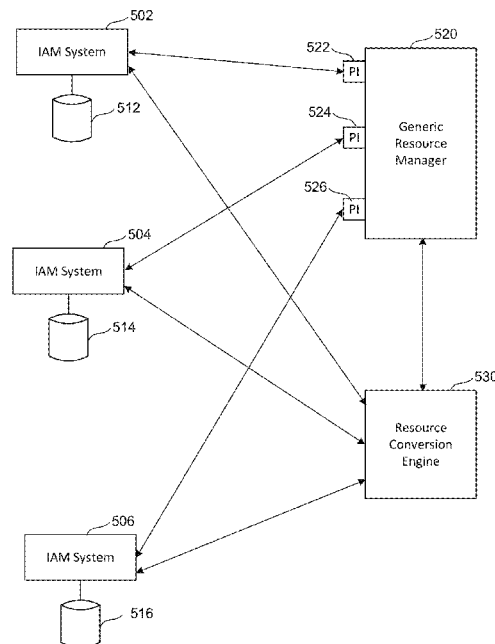 502
IAM System
512
520
522
PI
524
PI
526
PI
Generic
Resource
Manager
504
IAM System
514
530
Resource
Conversion
Engine
506
IAM System
516